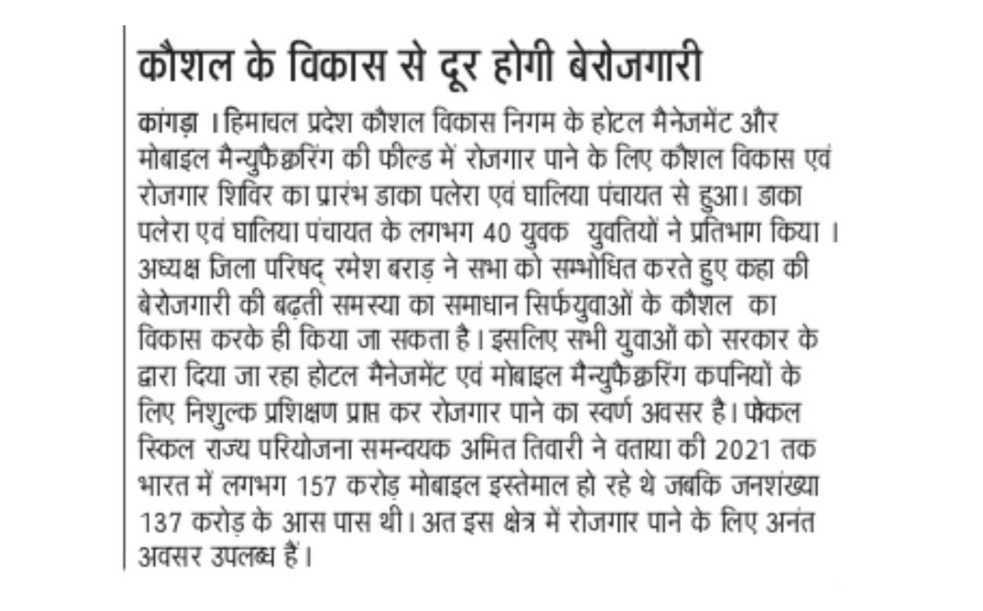 कौशल के विकास से दूर होगी बेरोजगारी
कांगड़ा । हिमाचल प्रदेश कौशल विकास निगम के होटल मैनेजमेंट और
मोबाइल मैन्युफैक्चरिंग की फील्ड में रोजगार पाने के लिए कौशल विकास एवं
रोजगार शिविर का प्रारंभ डाका पलेरा एवं घालिया पंचायत से हुआ। डाका
पलेरा एवं घालिया पंचायत के लगभग 40 युवक युवतियों ने प्रतिभाग किया ।
अध्यक्ष जिला परिषद् रमेश बराड़ ने सभा को सम्भोधित करते हुए कहा की
बेरोजगारी की बढ़ती समस्या का समाधान सिर्फयुवाओं के कौशल का
विकास करके ही किया जा सकता है । इसलिए सभी युवाओं को सरकार के
द्वारा दिया जा रहा होटल मैनेजमेंट एवं मोबाइल मैन्युफैक्चरिंग कपनियों के
लिए निशुल्क प्रशिक्षण प्राप्त कर रोजगार पाने का स्वर्ण अवसर है । फोकल
स्किल राज्य परियोजना समन्वयक अमित तिवारी ने वताया की 2021 तक
भारत में लगभग 157 करोड़ मोबाइल इस्तेमाल हो रहे थे जबकि जनशंख्या
137 करोड़ के आस पास थी । अत इस क्षेत्र में रोजगार पाने के लिए अनंत
अवसर उपलब्ध हैं ।